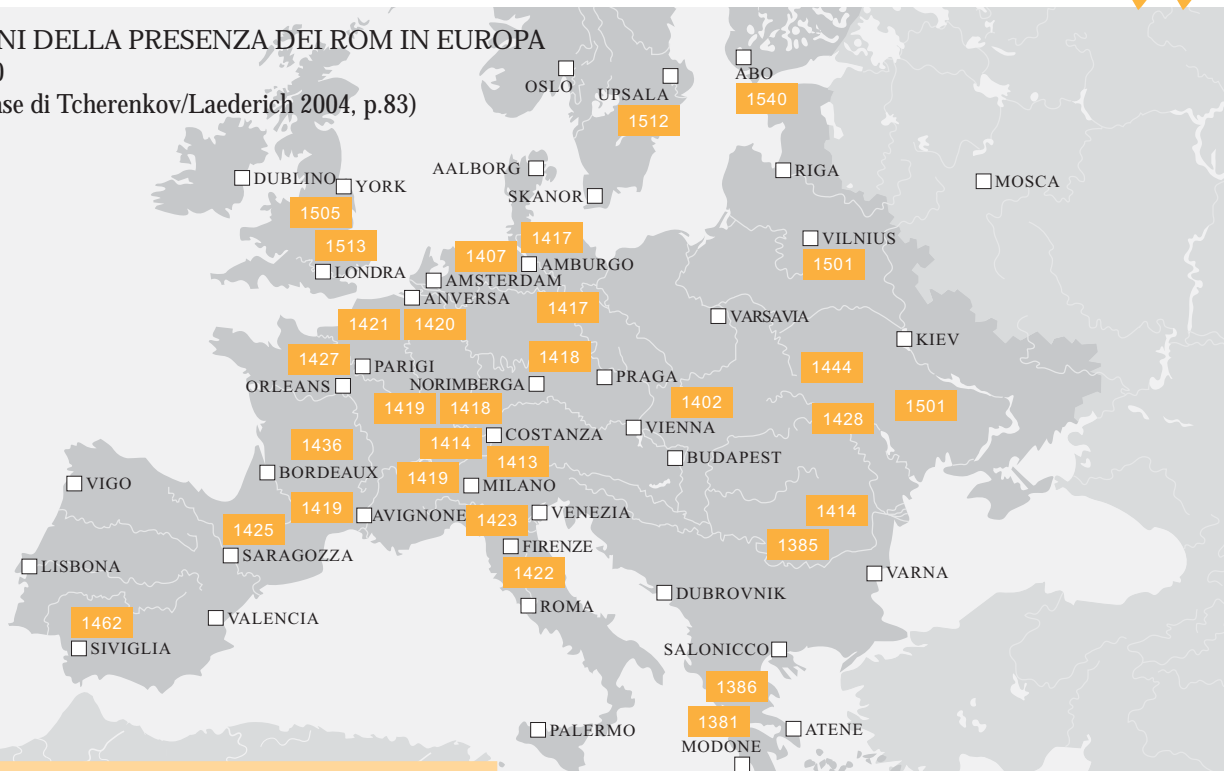 NI DELLA PRESENZA DEI ROM IN EUROPA
se di Tcherenkov/Laederich 2004, p.83)
OSLO
UPSALA
1512
ABO
1540
AALBORG
SKANOR
RIGA
MOSCA
DUBLINO
YORK
1505
1513
LONDRA
1407
1417
AMBURGO
AMSTERDAM
ANVERSA
VILNIUS
1501
1421
1420
1417
VARSAVIA
KIEV
1427
PARIGI
ORLEANS
1418
NORIMBERGA
PRAGA
1444
1419
1418
1402
1428
1501
1436
1414
COSTANZA
VIENNA
BORDEAUX
1413
BUDAPEST
1419
MILANO
VIGO
1419
AVIGNONE
1423
VENEZIA
1414
1425
SARAGOZZA
FIRENZE
1385
LISBONA
1422
VARNA
ROMA
DUBROVNIK
1462
VALENCIA
SIVIGLIA
SALONICCO
1386
1381
PALERMO
ATENE
MODONE